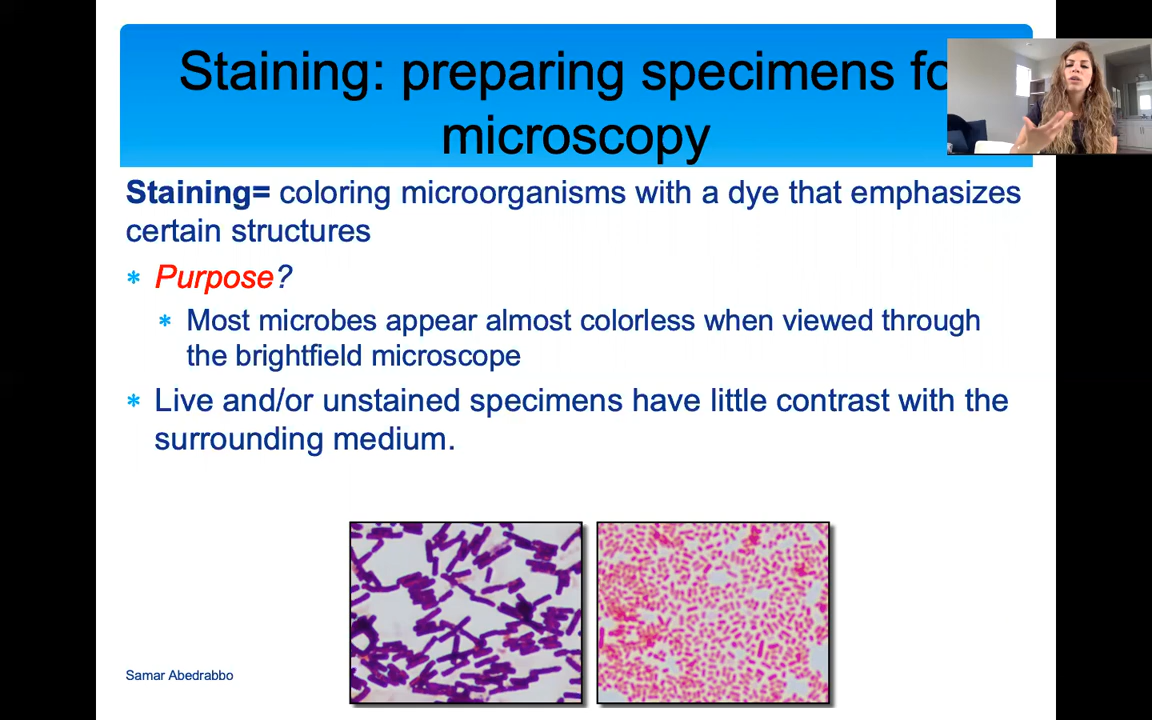 Staining: preparing specimens fo
microscopy
Staining= coloring microorganisms with a dye that emphasizes
certain structures
* Purpose?
* Most microbes appear almost colorless when viewed through
the brightfield microscope
* Live and/or unstained specimens have little contrast with the
surrounding medium.
Samar Abedrabbo